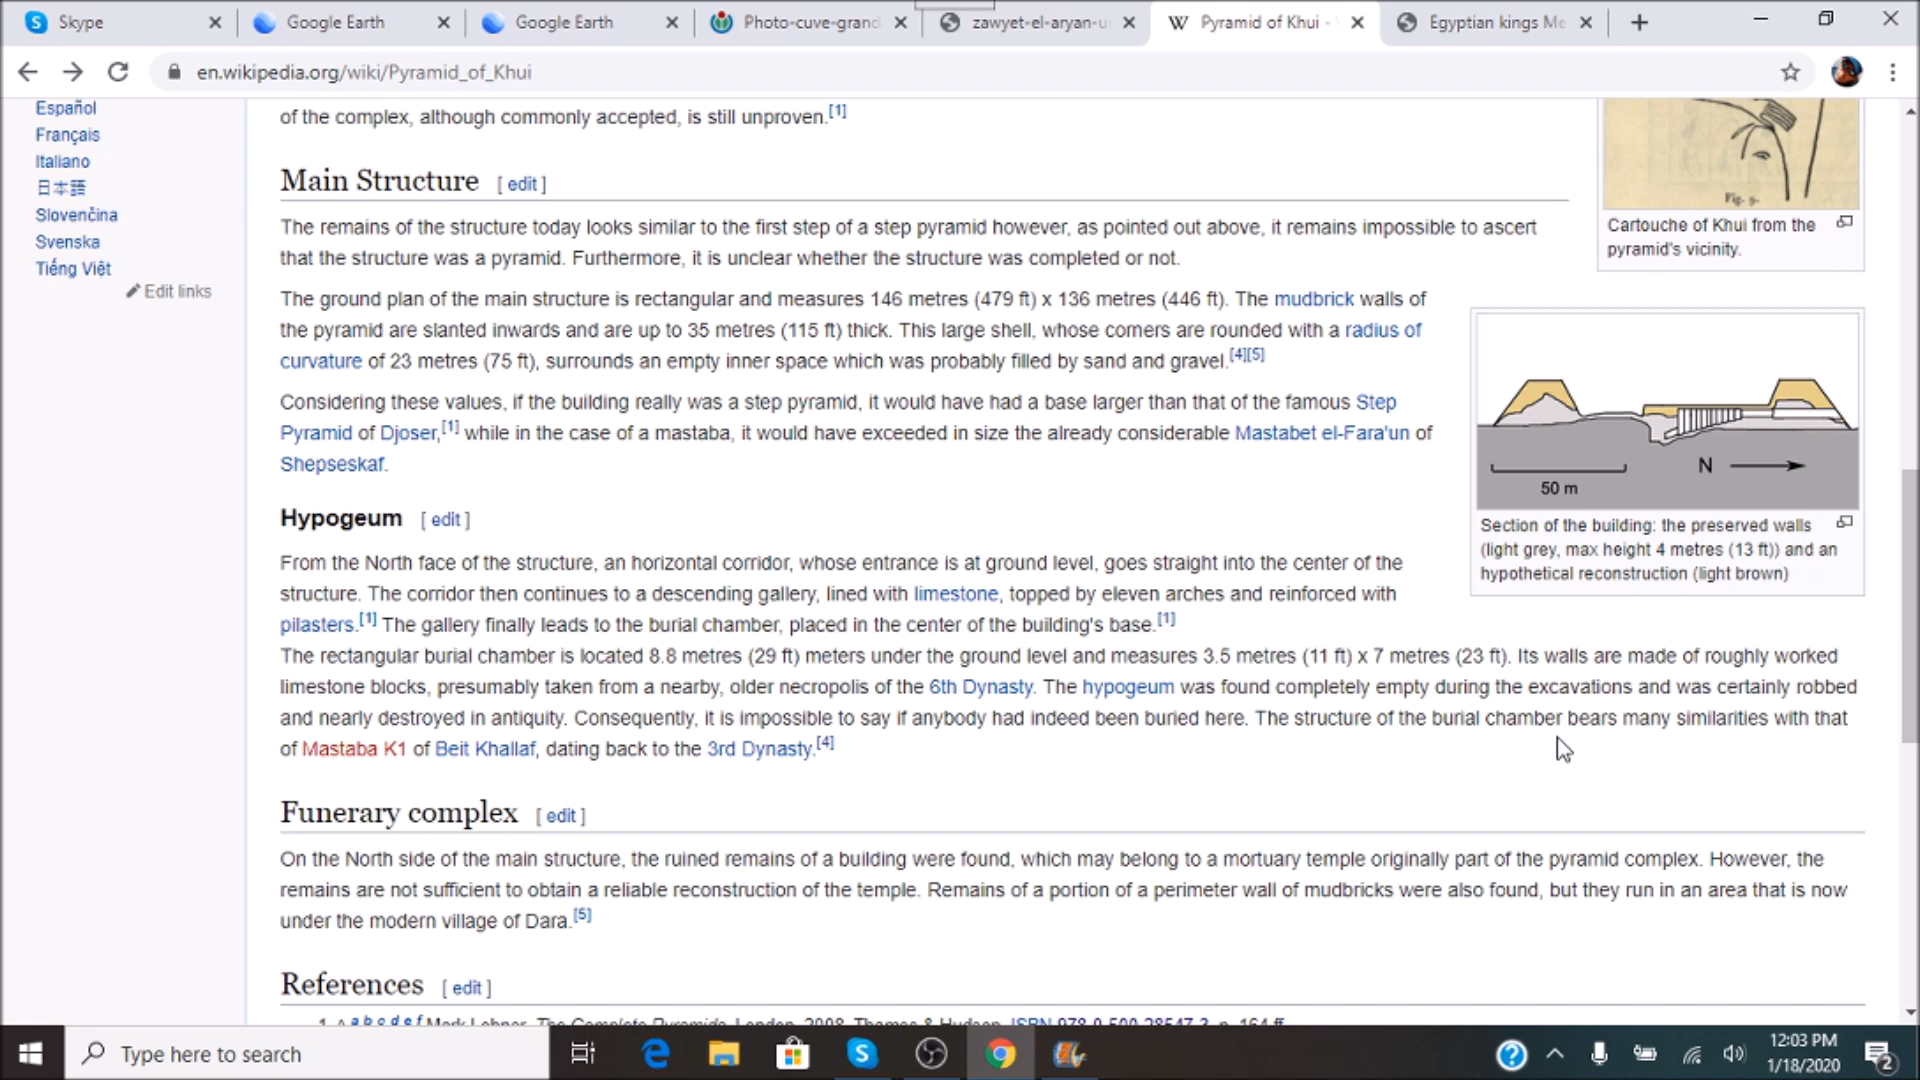 Skype
Google Earth
Google Earth
Photo-cuve-grand
zawyet-el-aryan-u
W Pyramid of Khui -
Egyptian kings Me
en.wikipedia.org/wiki/Pyramid_of_Khui
Español
Français
Italiano
日本語
Slovenčina
Svenska
Tiếng Việt
Edit links
of the complex, although commonly accepted, is still unproven.[1]
Main Structure [ edit ]
The remains of the structure today looks similar to the first step of a step pyramid however, as pointed out above, it remains impossible to ascert
that the structure was a pyramid. Furthermore, it is unclear whether the structure was completed or not.
The ground plan of the main structure is rectangular and measures 146 metres (479 ft) x 136 metres (446 ft). The mudbrick walls of
the pyramid are slanted inwards and are up to 35 metres (115 ft) thick. This large shell, whose corners are rounded with a radius of
curvature of 23 metres (75 ft), surrounds an empty inner space which was probably filled by sand and gravel.[4][5]
Considering these values, if the building really was a step pyramid, it would have had a base larger than that of the famous Step
Pyramid of Djoser,[1] while in the case of a mastaba, it would have exceeded in size the already considerable Mastabet el-Fara'un of
Shepseskaf.
Hypogeum [ edit ]
From the North face of the structure, an horizontal corridor, whose entrance is at ground level, goes straight into the center of the
structure. The corridor then continues to a descending gallery, lined with limestone, topped by eleven arches and reinforced with
pilasters.[1] The gallery finally leads to the burial chamber, placed in the center of the building's base.[1]
The rectangular burial chamber is located 8.8 metres (29 ft) meters under the ground level and measures 3.5 metres (11 ft) x 7 metres (23 ft). Its walls are made of roughly worked
limestone blocks, presumably taken from a nearby, older necropolis of the 6th Dynasty. The hypogeum was found completely empty during the excavations and was certainly robbed
and nearly destroyed in antiquity. Consequently, it is impossible to say if anybody had indeed been buried here. The structure of the burial chamber bears many similarities with that
of Mastaba K1 of Beit Khallaf, dating back to the 3rd Dynasty.[4]
Funerary complex [ edit ]
On the North side of the main structure, the ruined remains of a building were found, which may belong to a mortuary temple originally part of the pyramid complex. However, the
remains are not sufficient to obtain a reliable reconstruction of the temple. Remains of a portion of a perimeter wall of mudbricks were also found, but they run in an area that is now
under the modern village of Dara.[5]
References [ edit ]
1. ^ a b c d e f Mark Lehner, The Complete Pyramids, London, 2008, Thames & Hudson, ISBN 978-0-500-28547-3, p. 164 ff.
Fig. 9.
Cartouche of Khui from the
pyramid's vicinity.
N
50 m
Section of the building: the preserved walls
(light grey, max height 4 metres (13 ft)) and an
hypothetical reconstruction (light brown)
Type here to search
12:03 PM
1/18/2020
2